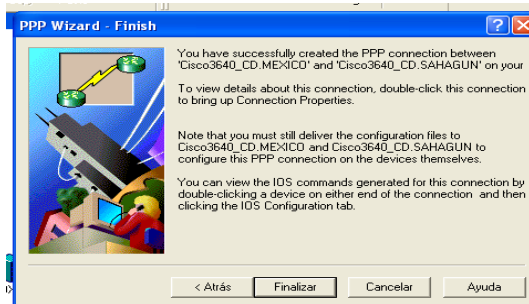 PPP Wizard - Finish
You have successfully created the PPP connection between
'Cisco3640_CD.MEXICO' and 'Cisco3640_CD.SAHAGUN' on your
To view details about this connection, double-click this connection
to bring up Connection Properties.
Note that you must still deliver the configuration files to
Cisco3640_CD.MEXICO and Cisco3640_CD.SAHAGUN to
configure this PPP connection on the devices themselves.
You can view the IOS commands generated for this connection by
double-clicking a device on either end of the connection and then
clicking the IOS Configuration tab.
< Atrás
Finalizar
Cancelar
Ayuda